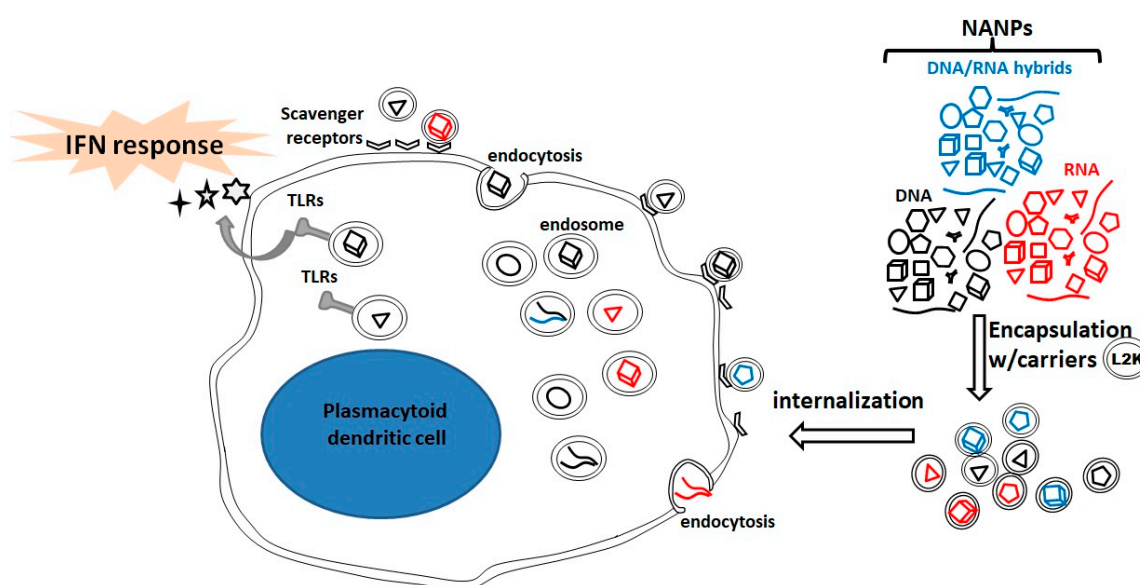 NANPs
DNA/RNA hybrids
RNA
DNA
Encapsulation
w/carriers
L2K
internalization
Scavenger
receptors
IFN response
endocytosis
TLRs
endosome
TLRs
Plasmacytoid
dendritic cell
endocytosis